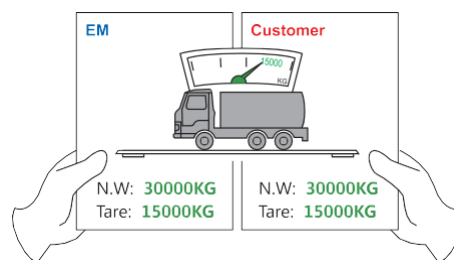 EM
Customer
15000
KG
N.W: 30000KG
Tare: 15000KG
N.W: 30000KG
Tare: 15000KG